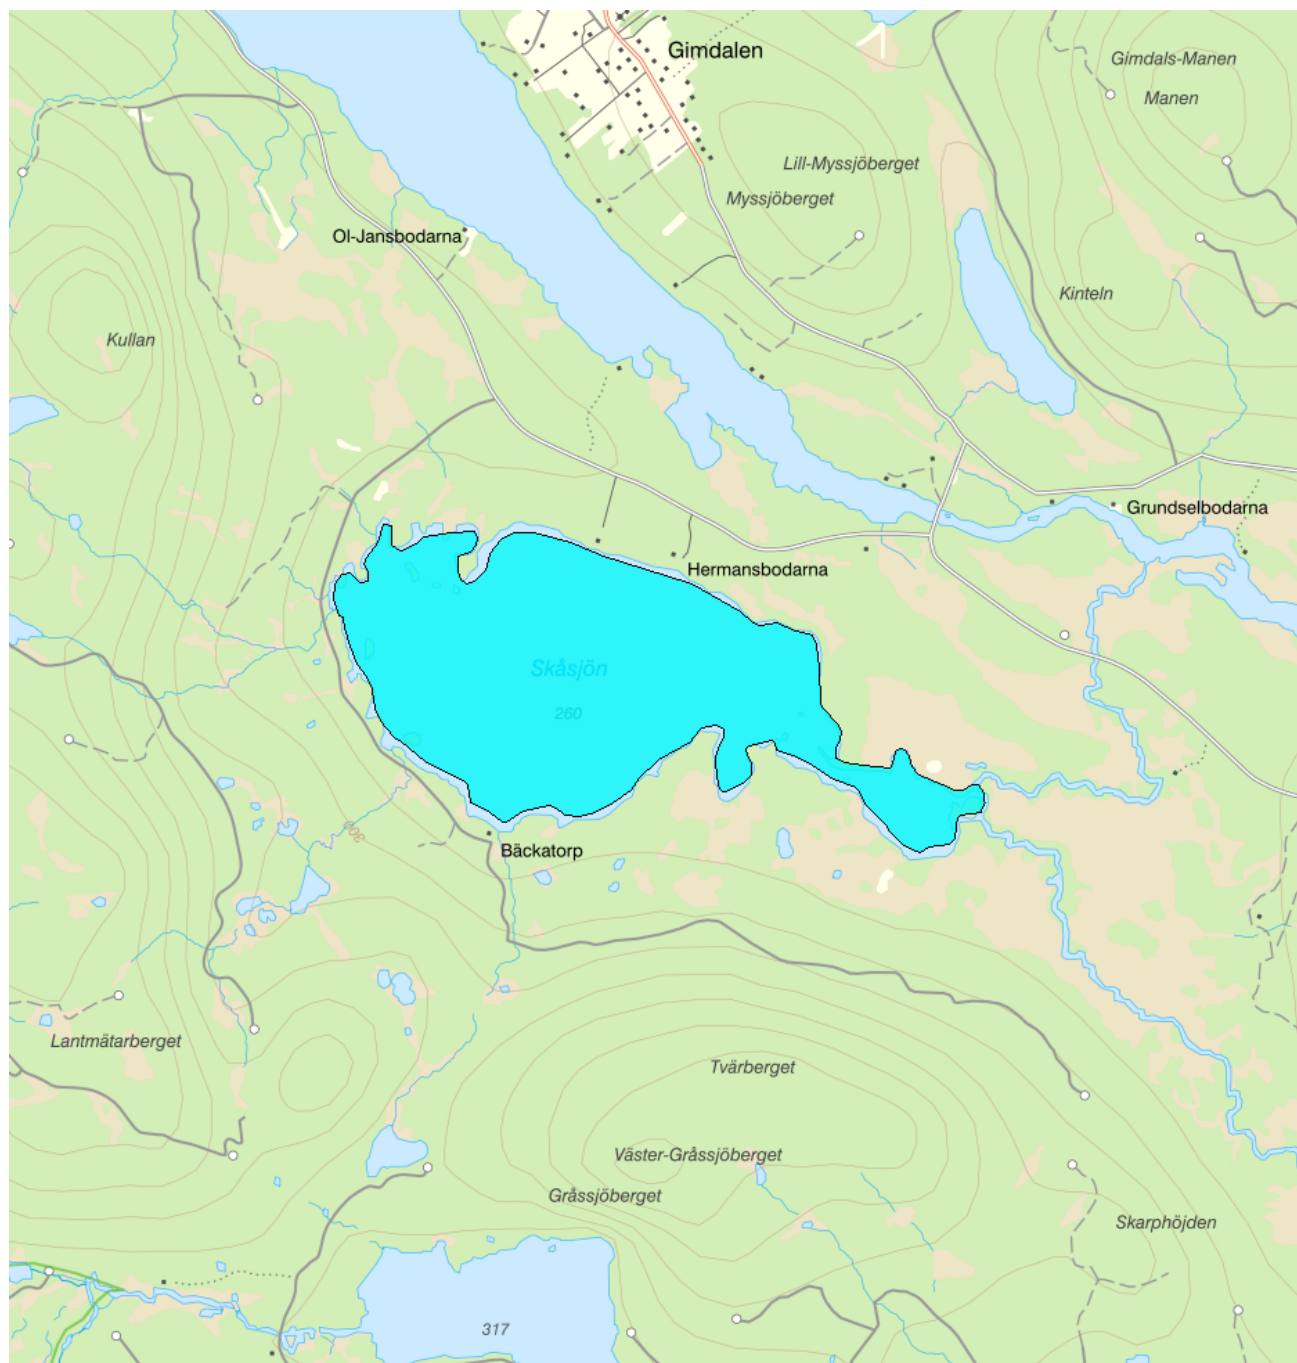 Gimdalen
Gimdals-Manen
Manen
Lill-Myssjöberget
Myssjöberget
Ol-Jansbodarna
Kinteln
Kullan
Grundselbodarna
Hermansbodarna
Skåsjön
260
300
Bäckatorp
Lantmätarberget
Tvärberget
Väster-Gråssjöberget
Gråssjöberget
Skarphöjden
317